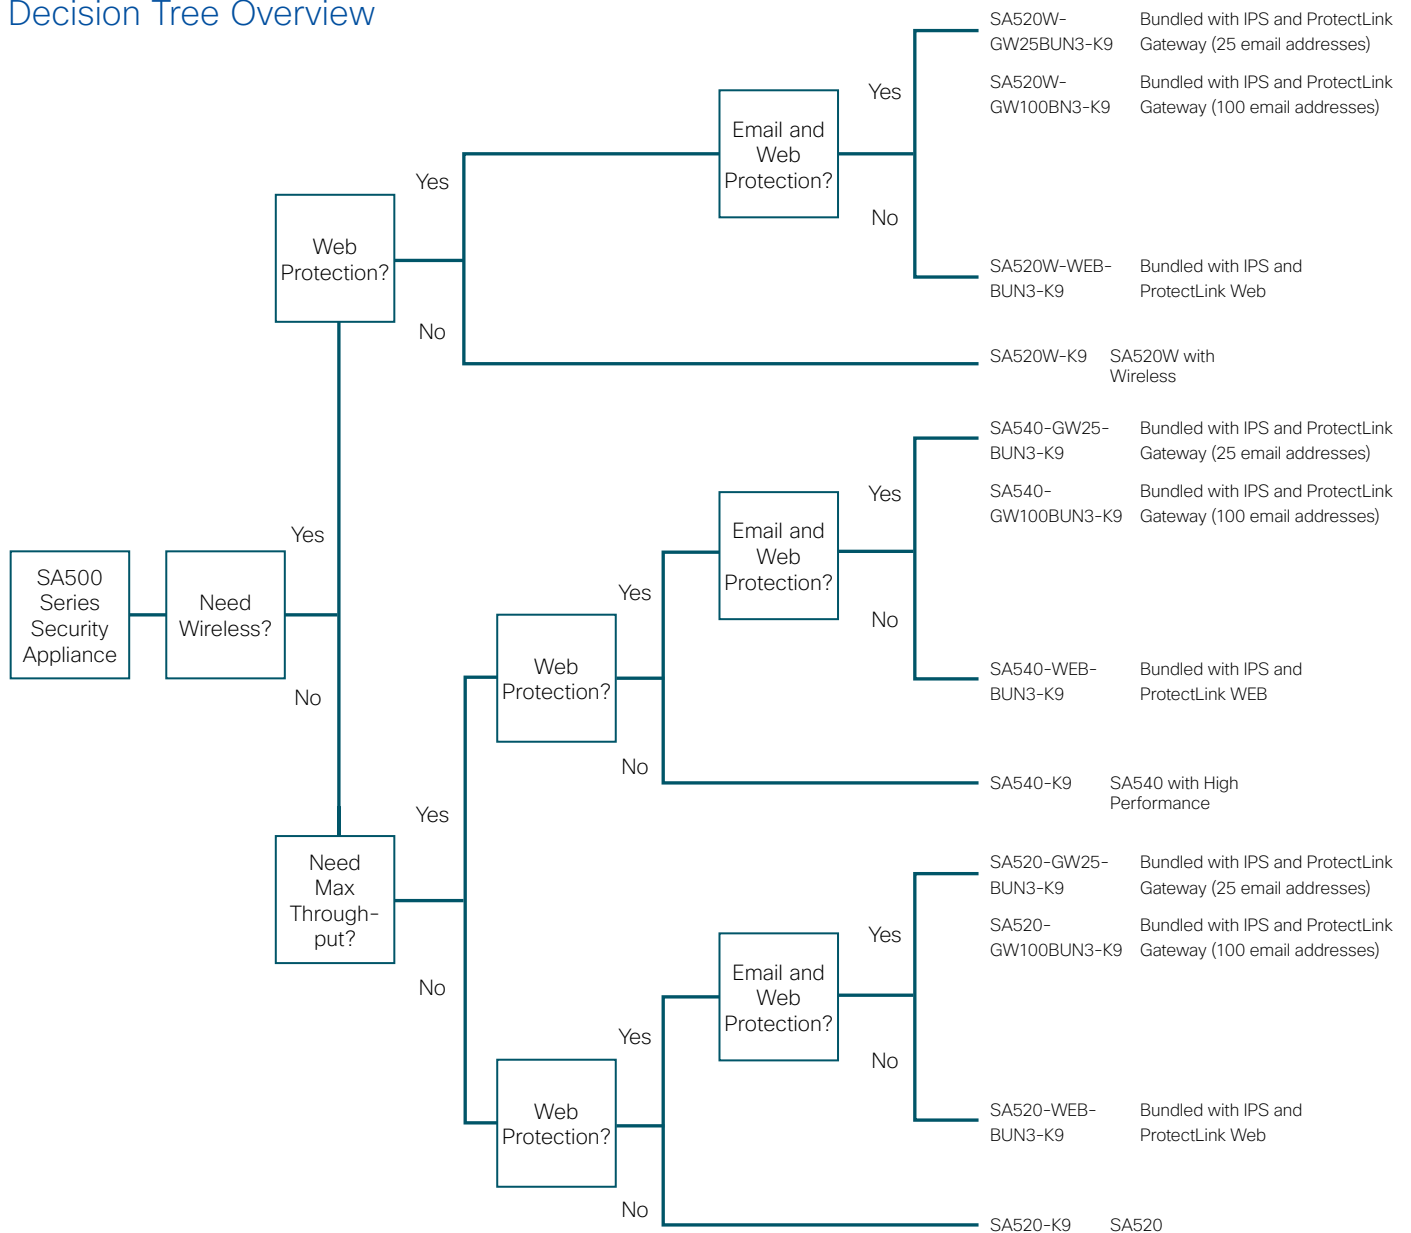 Decision Tree Overview
SA520W-
GW25BUN3-K9
Bundled with IPS and ProtectLink
Gateway (25 email addresses)
SA520W-
GW100BN3-K9
Bundled with IPS and ProtectLink
Gateway (100 email addresses)
Yes
Email and
Web
Protection?
No
Yes
Web
Protection?
No
SA520W-WEB-
BUN3-K9
Bundled with IPS and
ProtectLink Web
SA520W-K9
SA520W with
Wireless
SA540-GW25-
BUN3-K9
Bundled with IPS and ProtectLink
Gateway (25 email addresses)
SA540-
GW100BUN3-K9
Bundled with IPS and ProtectLink
Gateway (100 email addresses)
Yes
Email and
Web
Protection?
No
Yes
SA500
Series
Security
Appliance
Need
Wireless?
No
Yes
Web
Protection?
No
SA540-WEB-
BUN3-K9
Bundled with IPS and
ProtectLink WEB
SA540-K9
SA540 with High
Performance
Yes
Need
Max
Through-
put?
No
SA520-GW25-
BUN3-K9
Bundled with IPS and ProtectLink
Gateway (25 email addresses)
SA520-
GW100BUN3-K9
Bundled with IPS and ProtectLink
Gateway (100 email addresses)
Yes
Email and
Web
Protection?
No
Yes
Web
Protection?
No
SA520-WEB-
BUN3-K9
Bundled with IPS and
ProtectLink Web
SA520-K9
SA520